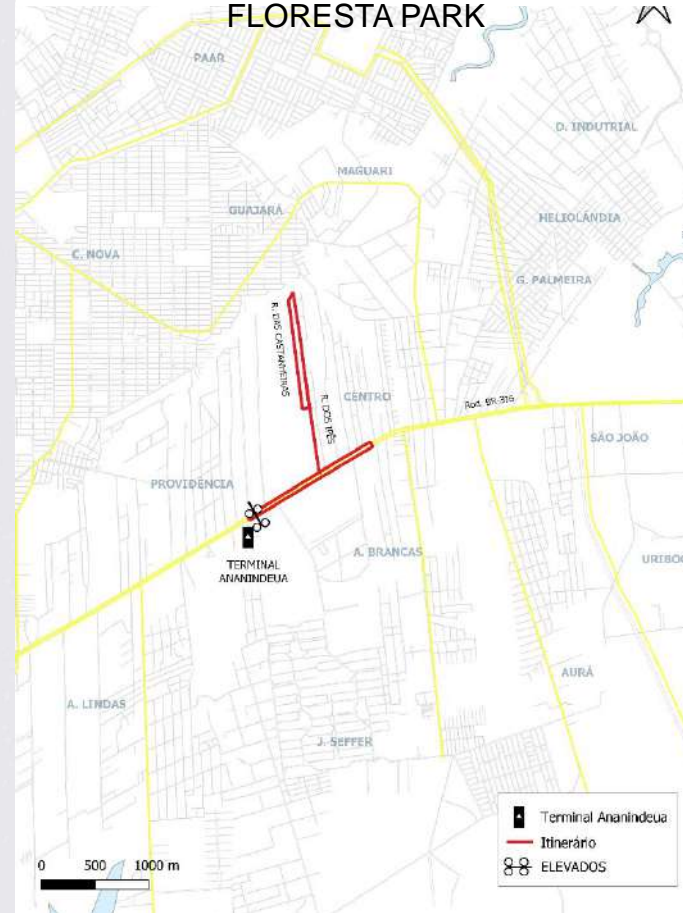 FLORESTA PARK
PAAR
D. INDUTRIAL
MAGUARI
GUAJARÁ
HELIOLÂNDIA
C. NOVA
G. PALMEIRA
R. DAS CASTANHEIRAS
R. DOS IPÊS
CENTRO
Rod. BR-316
SÃO JOÃO
PROVIDÊNCIA
A. BRANCAS
URIBOC
TERMINAL
ANANINDEUA
AURÁ
A. LINDAS
J. SEFFER
Terminal Ananindeua
Itinerário
ELEVADOS
0 500 1000 m